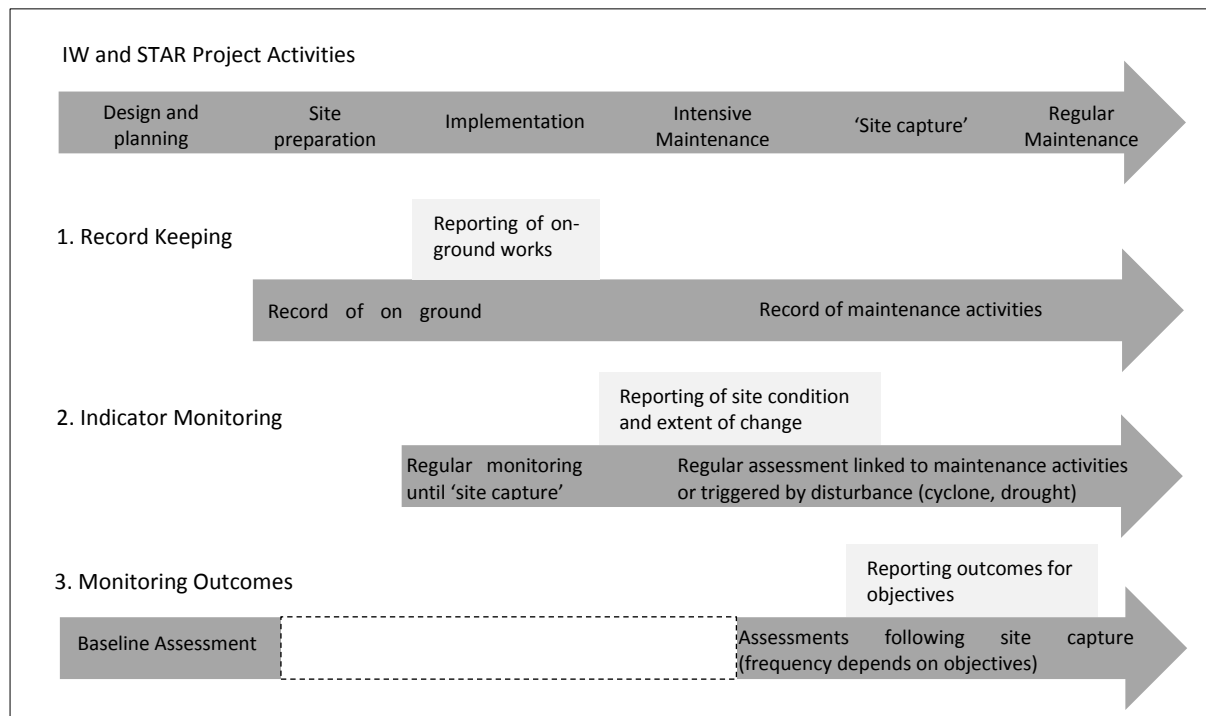 IW and STAR Project Activities
Design and
planning
Site
preparation
Implementation
Intensive
Maintenance
‘Site capture’
Regular
Maintenance
1. Record Keeping
Reporting of on-
ground works
Record of on ground
Record of maintenance activities
2. Indicator Monitoring
Reporting of site condition
and extent of change
Regular monitoring
until ‘site capture’
Regular assessment linked to maintenance activities
or triggered by disturbance (cyclone, drought)
3. Monitoring Outcomes
Reporting outcomes for
objectives
Baseline Assessment
Assessments following site capture
(frequency depends on objectives)